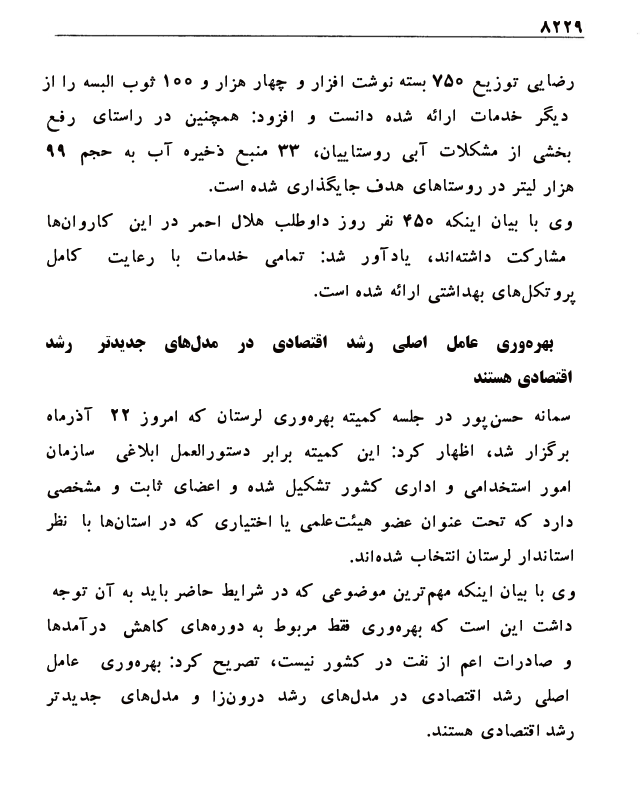 ۸۲۲۹
رضایی توزیع ۷۵۰ بسته نوشت افزار و چهار هزار و ۱۰۰ ثوب البسه را از
دیگر خدمات ارائه شده دانست و افزود: همچنین در راستای رفع
بخشی از مشکلات آبی روستاییان، ۳۳ منبع ذخیره آب به حجم ۹۹
هزار لیتر در روستاهای هدف جایگذاری شده است.
وی با بیان اینکه ۴۵۰ نفر روز داوطلب هلال احمر در این کاروان‌ها
مشارکت داشته‌اند، یادآور شد: تمامی خدمات با رعایت کامل
پروتکل‌های بهداشتی ارائه شده است.
بهره‌وری عامل اصلی رشد اقتصادی در مدل‌های جدیدتر رشد
اقتصادی هستند
سمانه حسن‌پور در جلسه کمیته بهره‌وری لرستان که امروز ۲۲ آذرماه
برگزار شد، اظهار کرد: این کمیته برابر دستورالعمل ابلاغی سازمان
امور استخدامی و اداری کشور تشکیل شده و اعضای ثابت و مشخصی
دارد که تحت عنوان عضو هیئت‌علمی یا اختیاری که در استان‌ها با نظر
استاندار لرستان انتخاب شده‌اند.
وی با بیان اینکه مهم‌ترین موضوعی که در شرایط حاضر باید به آن توجه
داشت این است که بهره‌وری فقط مربوط به دوره‌های کاهش درآمدها
و صادرات اعم از نفت در کشور نیست، تصریح کرد: بهره‌وری عامل
اصلی رشد اقتصادی در مدل‌های رشد درون‌زا و مدل‌های جدیدتر
رشد اقتصادی هستند.